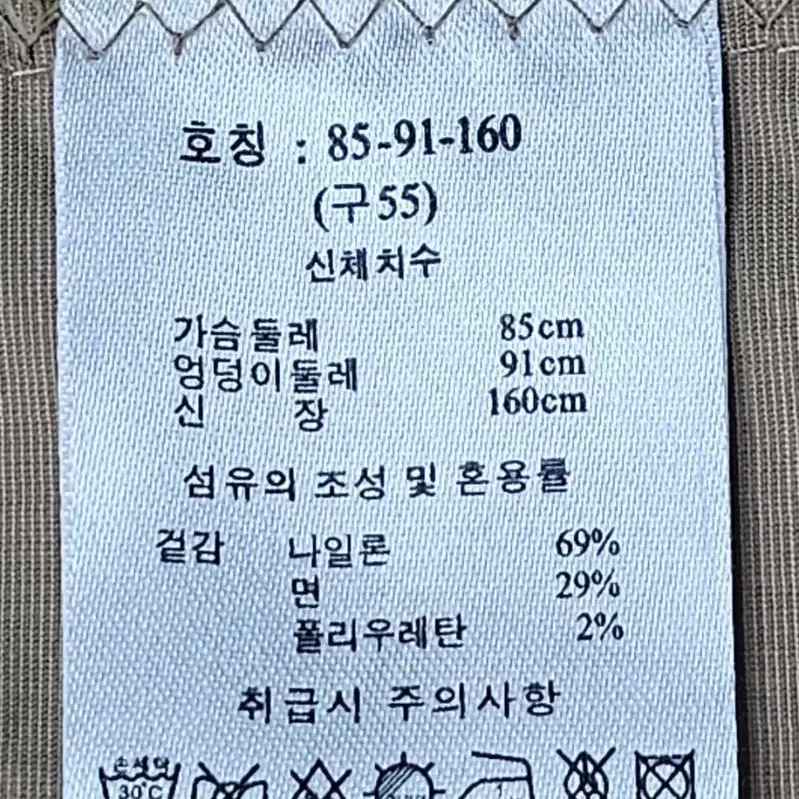 호칭 : 85-91-160
(구55)
신체치수
가슴둘레 85cm
엉덩이둘레 91cm
신 장 160cm
섬유의 조성 및 혼용률
겉감 나일론 69%
면 29%
폴리우레탄 2%
취급시 주의사항
손세탁
30°C
1